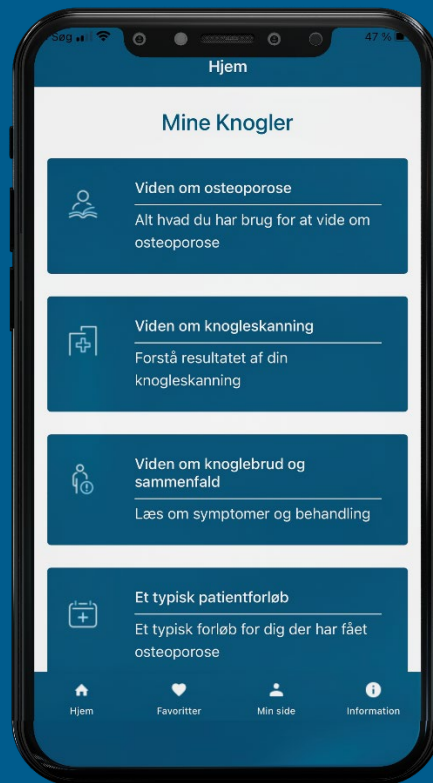 Søg
47 %
Hjem
Mine Knogler
Viden om osteoporose
Alt hvad du har brug for at vide om
osteoporose
Viden om knogleskanning
Forstå resultatet af din
knogleskanning
Viden om knoglebrud og
sammenfald
Læs om symptomer og behandling
Et typisk patientforløb
Et typisk forløb for dig der har fået
osteoporose
Hjem Favoritter Min side Information